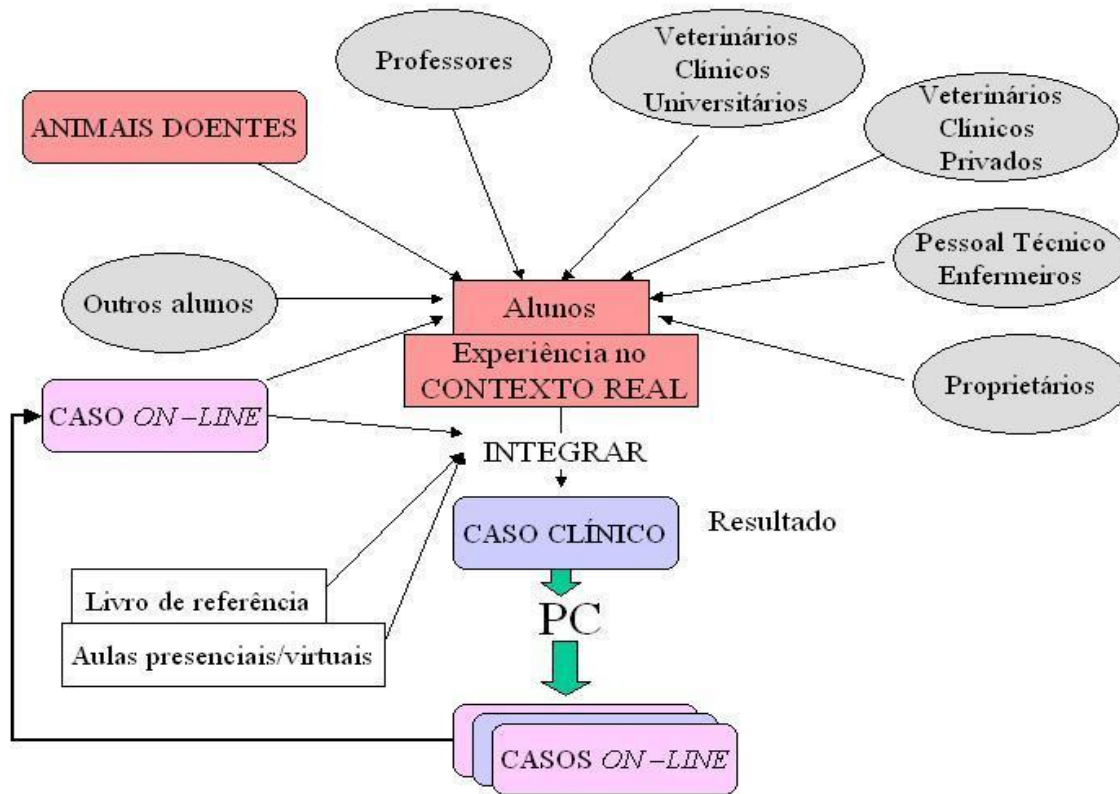 Professores
Veterinários
Clínicos
Universitários
ANIMAIS DOENTES
Veterinários
Clínicos
Privados
Pessoal Técnico
Enfermeiros
Outros alunos
Alunos
Experiência no
CONTEXTO REAL
Proprietários
CASO ON-LINE
INTEGRAR
CASO CLÍNICO
Resultado
Livro de referência
Aulas presenciais/virtuais
PC
CASOS ON-LINE